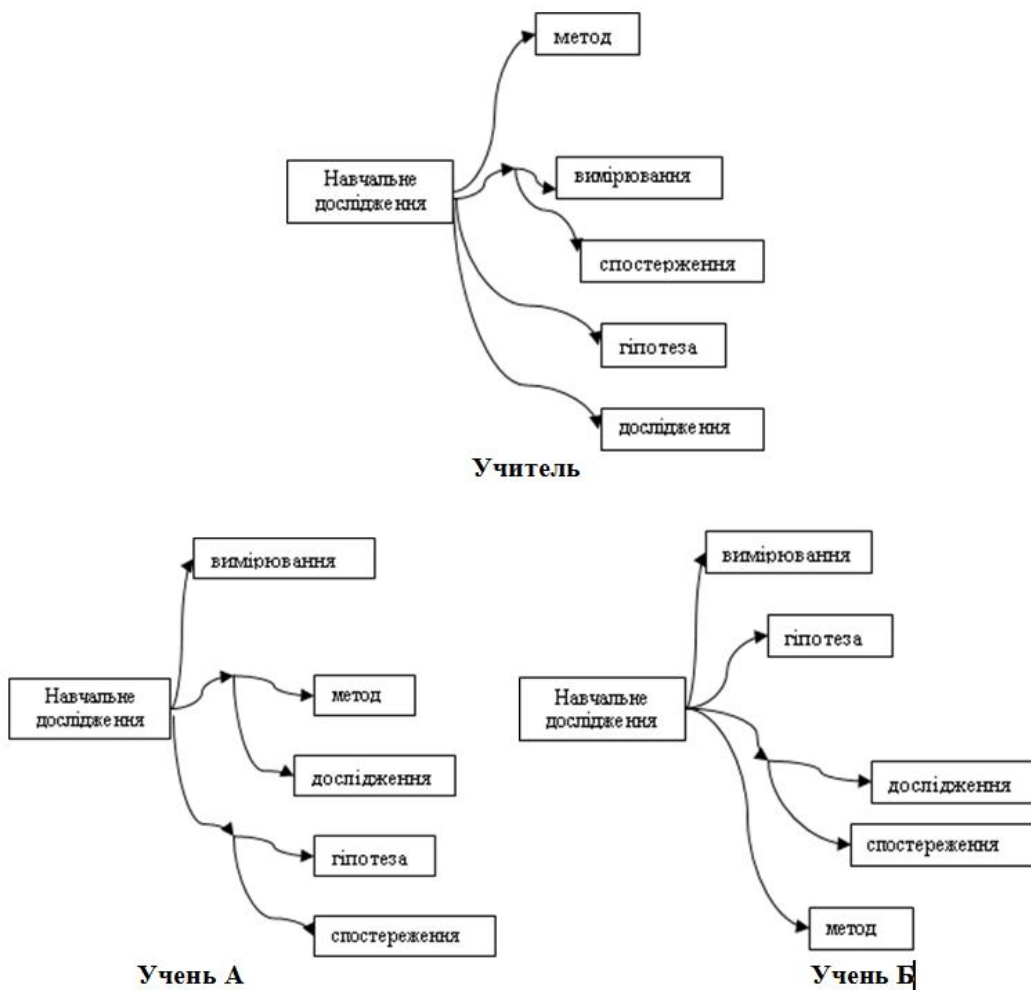 метод
Навчальне
дослідження
вимірювання
спостерження
гіпотеза
дослідження
Учитель
вимірювання
Навчальне
дослідження
метод
дослідження
гіпотеза
спостереження
Учень А
вимірювання
гіпотеза
Навчальне
дослідження
дослідження
спостереження
метод
Учень Б